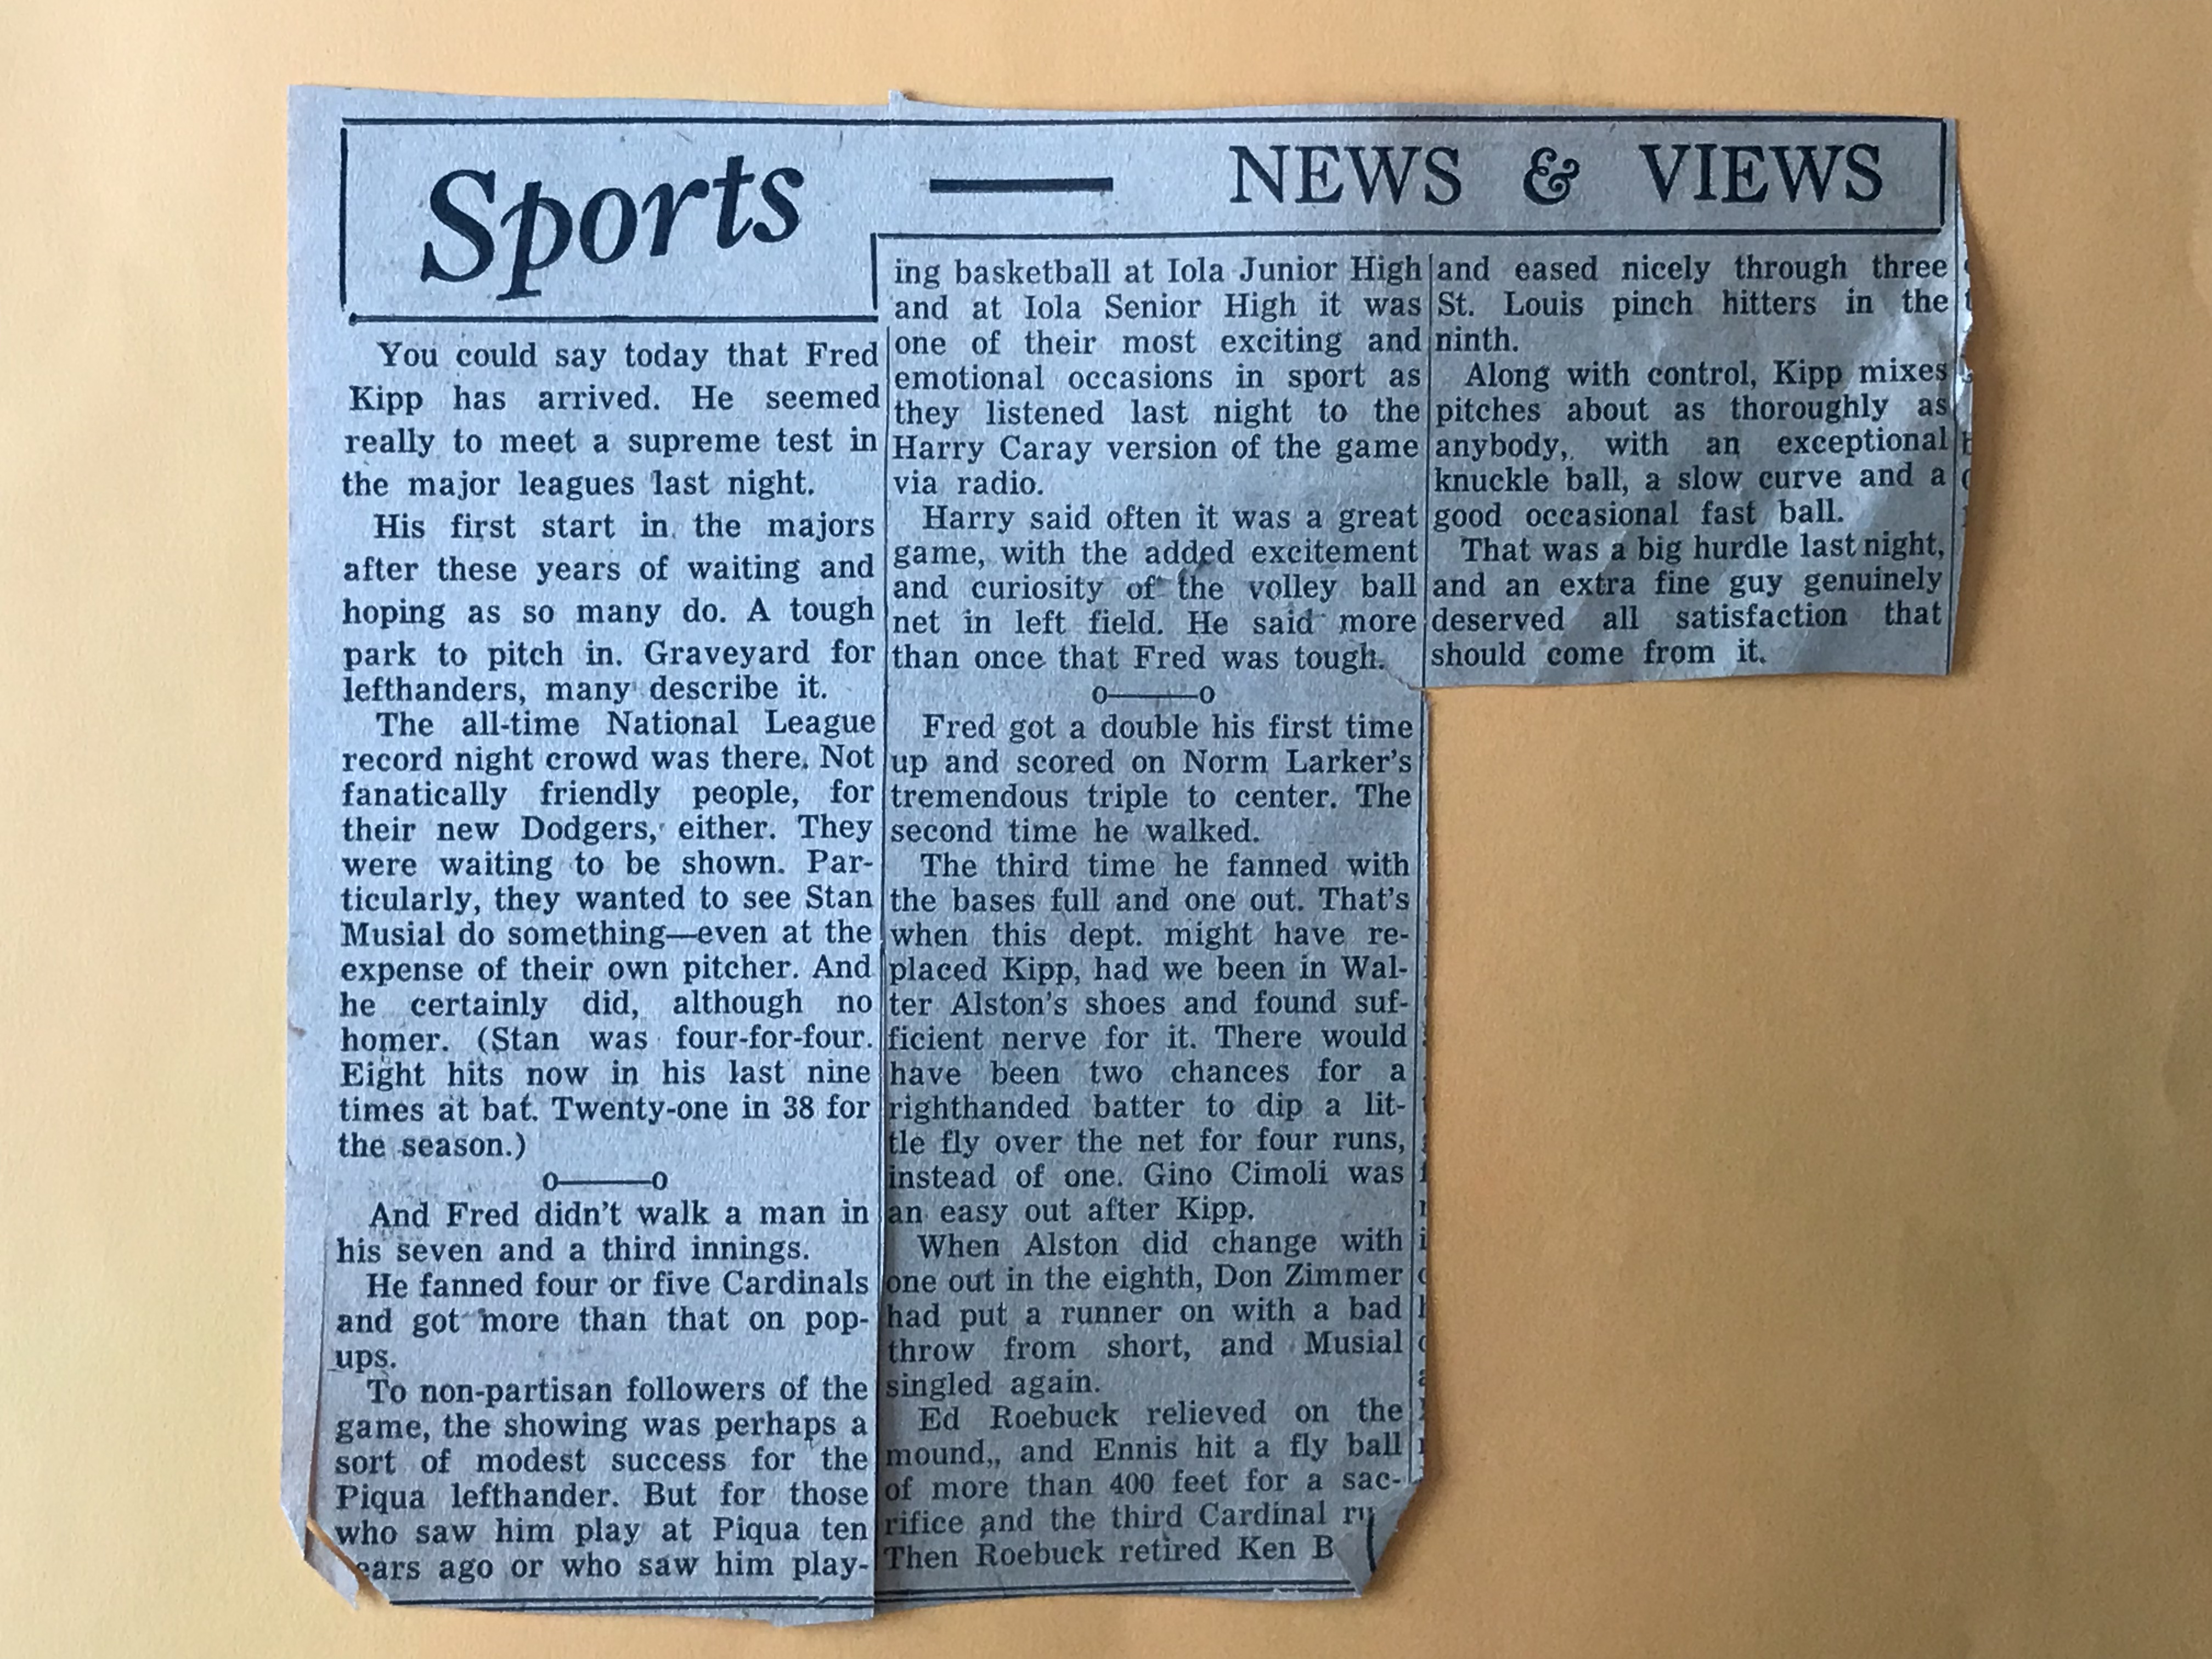 Sports — NEWS & VIEWS
You could say today that Fred
Kipp has arrived. He seemed
really to meet a supreme test in
the major leagues last night.
His first start in the majors
after these years of waiting and
hoping as so many do. A tough
park to pitch in. Graveyard for
lefthanders, many describe it.
The all-time National League
record night crowd was there. Not
fanatically friendly people, for
their new Dodgers, either. They
were waiting to be shown. Par-
ticularly, they wanted to see Stan
Musial do something—even at the
expense of their own pitcher. And
he certainly did, although no
homer. (Stan was four-for-four.
Eight hits now in his last nine
times at bat. Twenty-one in 38 for
the season.)
o——o
And Fred didn't walk a man in
his seven and a third innings.
He fanned four or five Cardinals
and got more than that on pop-
ups.
To non-partisan followers of the
game, the showing was perhaps a
sort of modest success for the
Piqua lefthander. But for those
who saw him play at Piqua ten
ears ago or who saw him play-
ing basketball at Iola Junior High
and at Iola Senior High it was
one of their most exciting and
emotional occasions in sport as
they listened last night to the
Harry Caray version of the game
via radio.
Harry said often it was a great
game, with the added excitement
and curiosity of the volley ball
net in left field. He said more
than once that Fred was tough.
o——o
Fred got a double his first time
up and scored on Norm Larker's
tremendous triple to center. The
second time he walked.
The third time he fanned with
the bases full and one out. That's
when this dept. might have re-
placed Kipp, had we been in Wal-
ter Alston's shoes and found suf-
ficient nerve for it. There would
have been two chances for a
righthanded batter to dip a lit-
tle fly over the net for four runs,
instead of one. Gino Cimoli was
an easy out after Kipp.
When Alston did change with
one out in the eighth, Don Zimmer
had put a runner on with a bad
throw from short, and Musial
singled again.
Ed Roebuck relieved on the
mound,, and Ennis hit a fly ball
of more than 400 feet for a sac-
rifice and the third Cardinal ru
Then Roebuck retired Ken B
and eased nicely through three
St. Louis pinch hitters in the
ninth.
Along with control, Kipp mixes
pitches about as thoroughly as
anybody, with an exceptional
knuckle ball, a slow curve and a
good occasional fast ball.
That was a big hurdle last night,
and an extra fine guy genuinely
deserved all satisfaction that
should come from it.